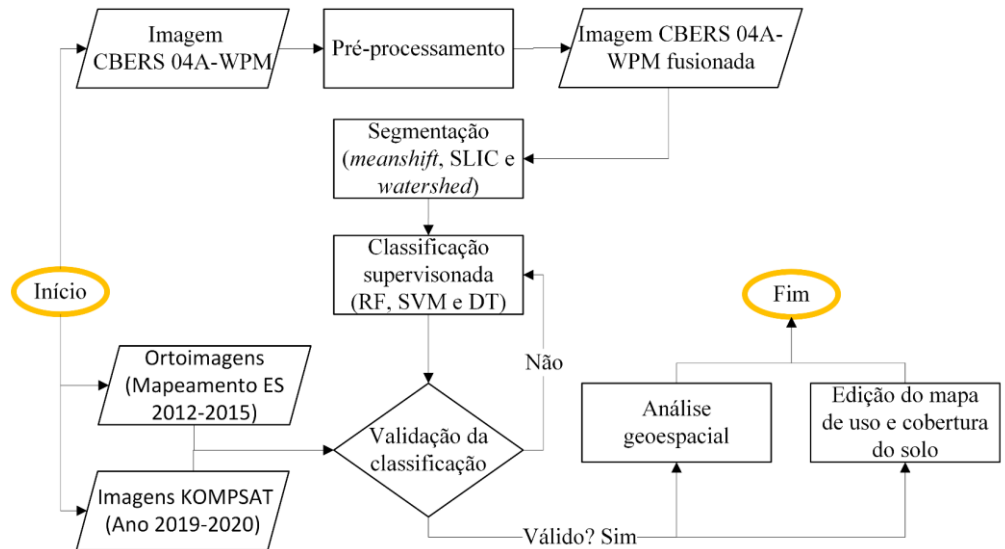 Imagem
CBERS 04A-WPM
Pré-processamento
Imagem CBERS 04A-
WPM fusionada
Segmentação
(meanshift, SLIC e
watershed)
Classificação
supervisonada
(RF, SVM e DT)
Início
Fim
Ortoimagens
(Mapeamento ES
2012-2015)
Não
Imagens KOMPSAT
(Ano 2019-2020)
Validação da
classificação
Análise
geoespacial
Edição do mapa
de uso e cobertura
do solo
Válido? Sim